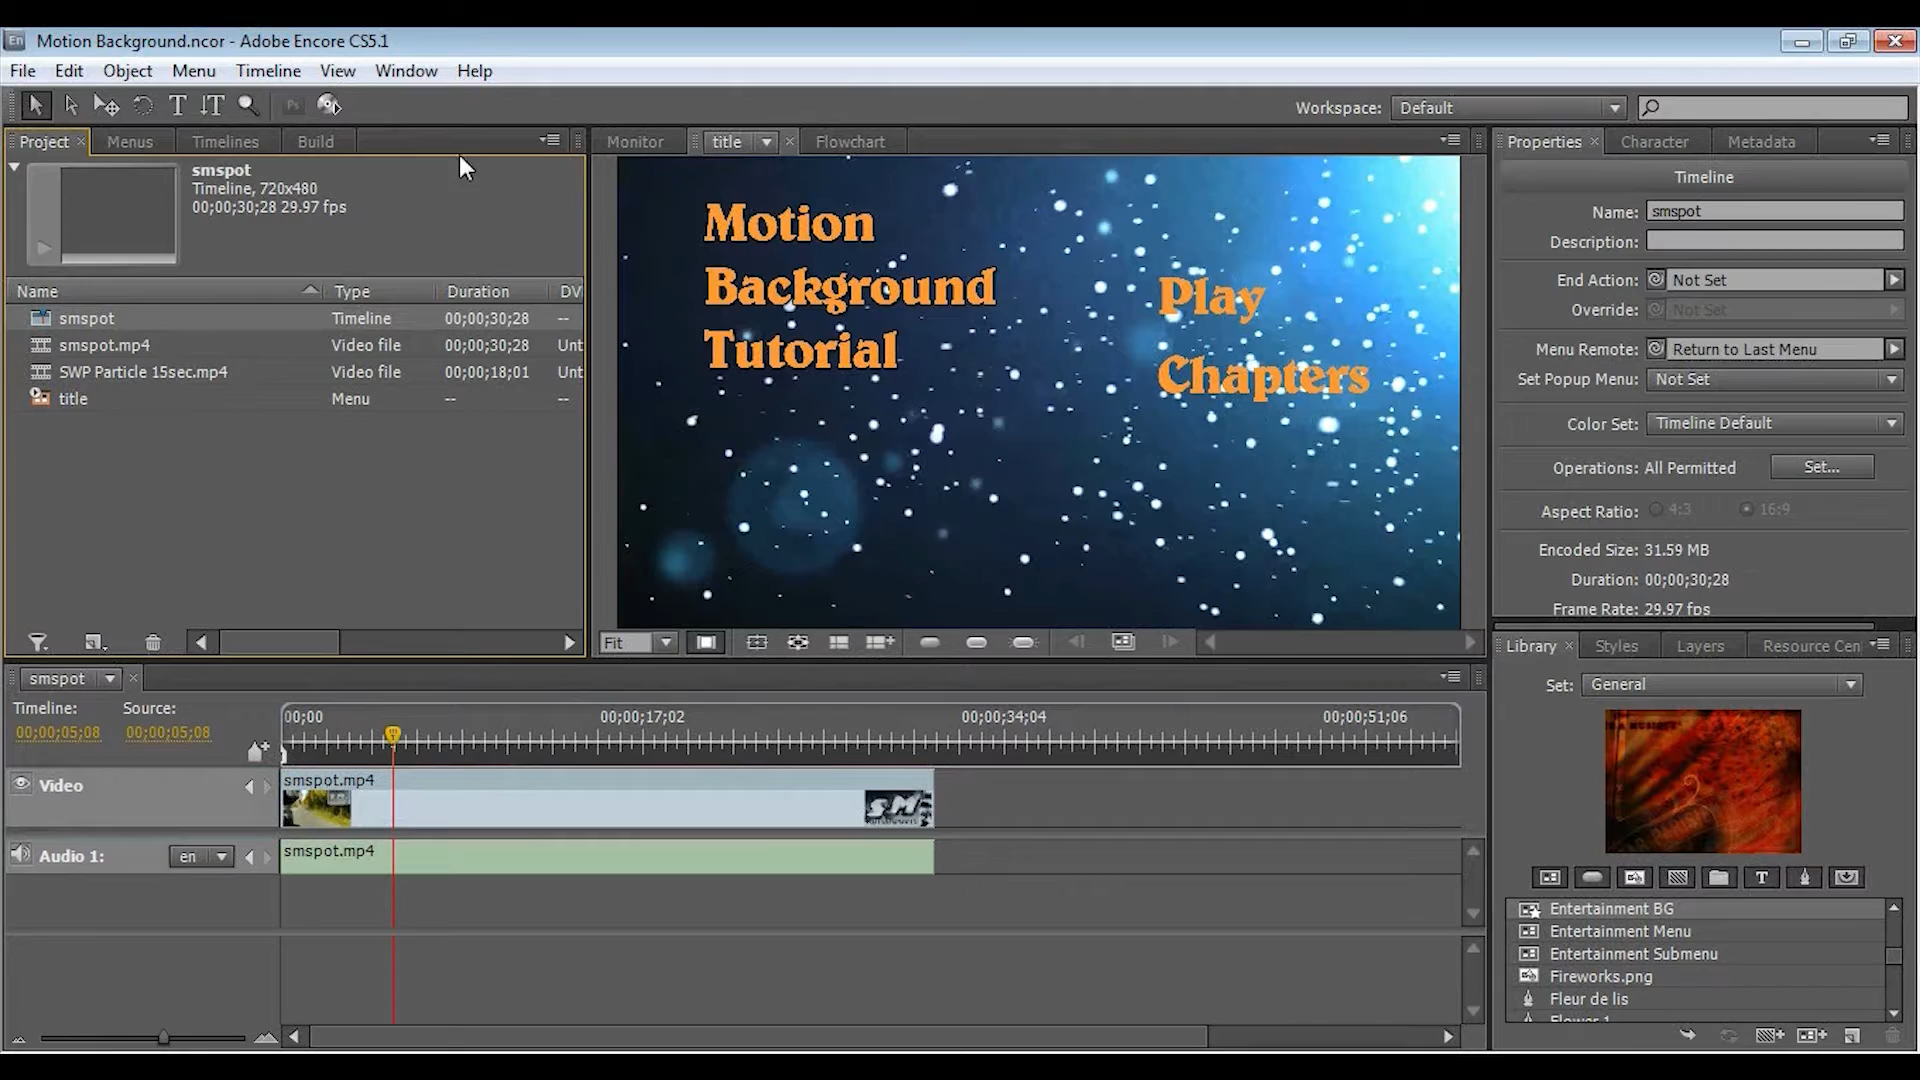 En Motion Background.ncor - Adobe Encore CS5.1
File Edit Object Menu Timeline View Window Help
Workspace: Default
Project Menus Timelines Build
smspot
Timeline, 720x480
00;00;30;28 29.97 fps
Name Type Duration DV
smspot Timeline 00;00;30;28 --
smspot.mp4 Video file 00;00;30;28 Unt
SWP Particle 15sec.mp4 Video file 00;00;18;01 Unt
title Menu -- --
Monitor title Flowchart
Motion
Background
Tutorial
Play
Chapters
Fit
Properties Character Metadata
Timeline
Name: smspot
Description:
End Action: Not Set
Override: Not Set
Menu Remote: Return to Last Menu
Set Popup Menu: Not Set
Color Set: Timeline Default
Operations: All Permitted Set...
Aspect Ratio: 4:3 16:9
Encoded Size: 31.59 MB
Duration: 00;00;30;28
Frame Rate: 29.97 fps
smspot
Timeline: Source:
00;00;05;08 00;00;05;08
00;00 00;00;17;02 00;00;34;04 00;00;51;06
Video
smspot.mp4
SM
Audio 1: en
smspot.mp4
Library Styles Layers Resource Cen
Set: General
T
Entertainment BG
Entertainment Menu
Entertainment Submenu
Fireworks.png
Fleur de lis
Flower 1